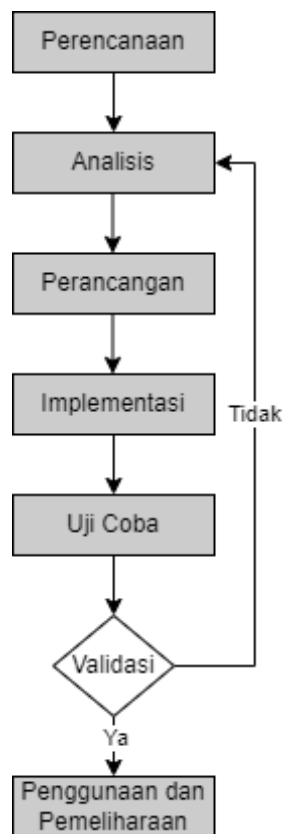 Perencanaan
Analisis
Perancangan
Implementasi
Tidak
Uji Coba
Validasi
Ya
Penggunaan dan
Pemeliharaan